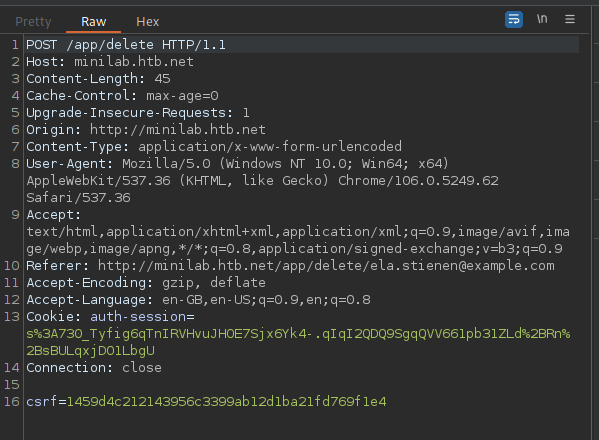 Pretty Raw Hex \n
1 POST /app/delete HTTP/1.1
2 Host: minilab.htb.net
3 Content-Length: 45
4 Cache-Control: max-age=0
5 Upgrade-Insecure-Requests: 1
6 Origin: http://minilab.htb.net
7 Content-Type: application/x-www-form-urlencoded
8 User-Agent: Mozilla/5.0 (Windows NT 10.0; Win64; x64)
AppleWebKit/537.36 (KHTML, like Gecko) Chrome/106.0.5249.62
Safari/537.36
9 Accept:
text/html,application/xhtml+xml,application/xml;q=0.9,image/avif,ima
ge/webp,image/apng,*/*;q=0.8,application/signed-exchange;v=b3;q=0.9
10 Referer: http://minilab.htb.net/app/delete/ela.stienen@example.com
11 Accept-Encoding: gzip, deflate
12 Accept-Language: en-GB,en-US;q=0.9,en;q=0.8
13 Cookie: auth-session=
s%3A730_Tyfig6qTnIRVHvuJHOE7Sjx6Yk4-.qIqI2QDQ9SgqQVV661pb31ZLd%2BRn%
2BsBULqxjDO1LbgU
14 Connection: close
15
16 csrf=1459d4c212143956c3399ab12d1ba21fd769f1e4